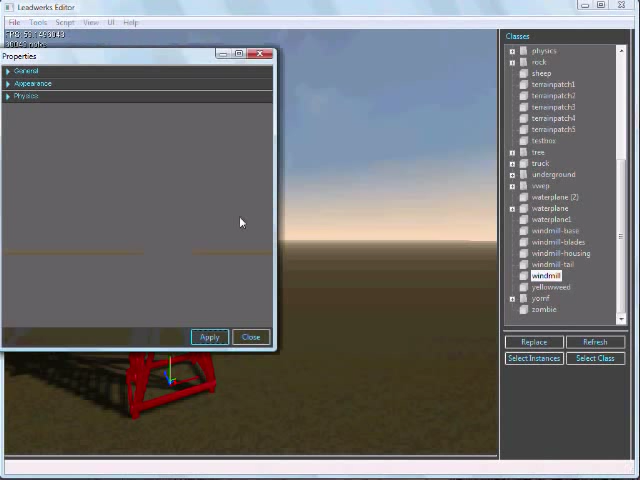 Leadwerks Editor
File Tools Script View UI Help
Properties
General
Appearance
Physics
Apply Close
Classes
physics
rock
sheep
terrainpatch1
terrainpatch2
terrainpatch3
terrainpatch4
terrainpatch5
testbox
tree
truck
underground
vwep
waterplane (2)
waterplane
waterplane1
windmill-base
windmill-blades
windmill-housing
windmill-tail
windmill
yellowweed
yomf
zombie
Replace Refresh
Select Instances Select Class